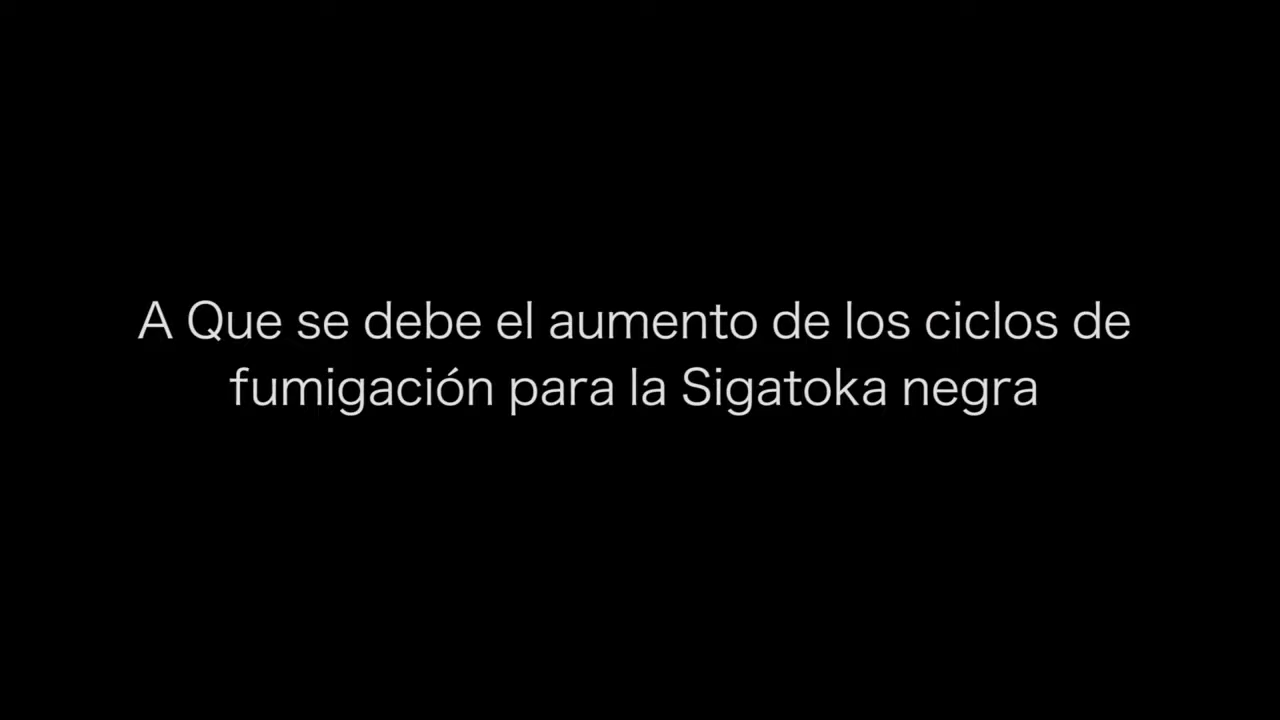 A Que se debe el aumento de los ciclos de
fumigación para la Sigatoka negra